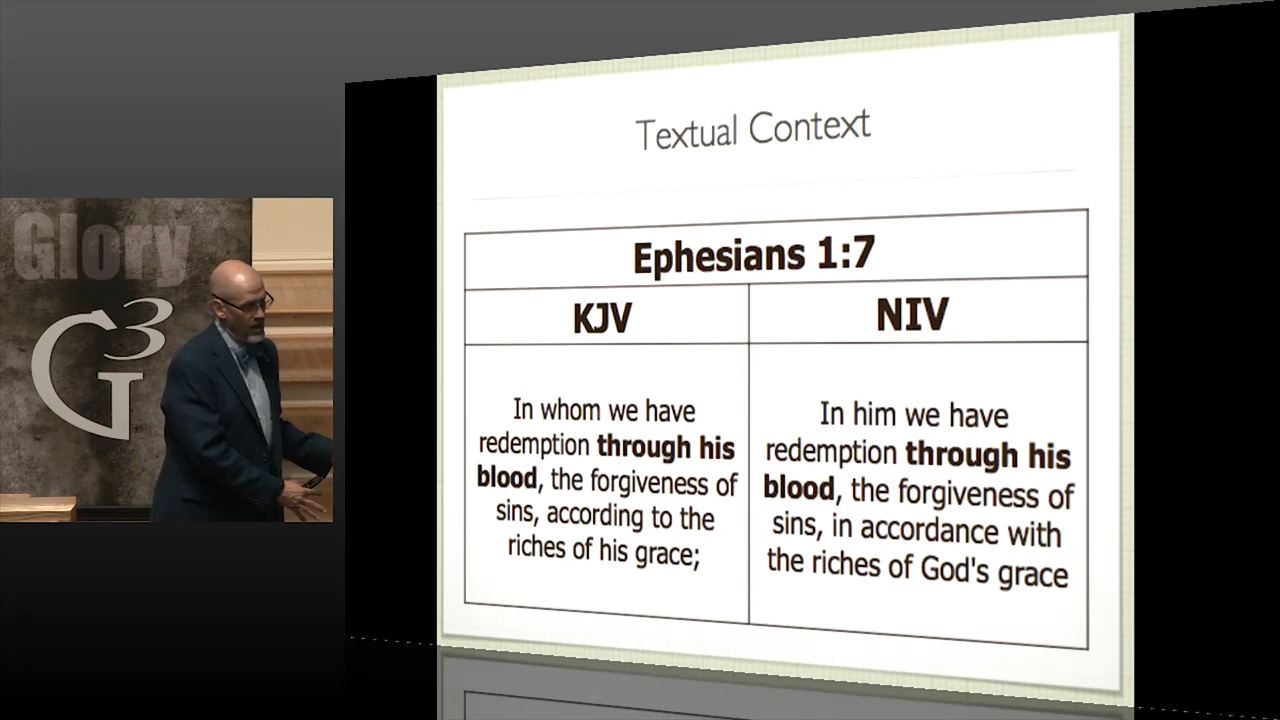 Glory
G3
Textual Context
Ephesians 1:7
KJV
NIV
In whom we have
redemption through his
blood, the forgiveness of
sins, according to the
riches of his grace;
In him we have
redemption through his
blood, the forgiveness of
sins, in accordance with
the riches of God's grace